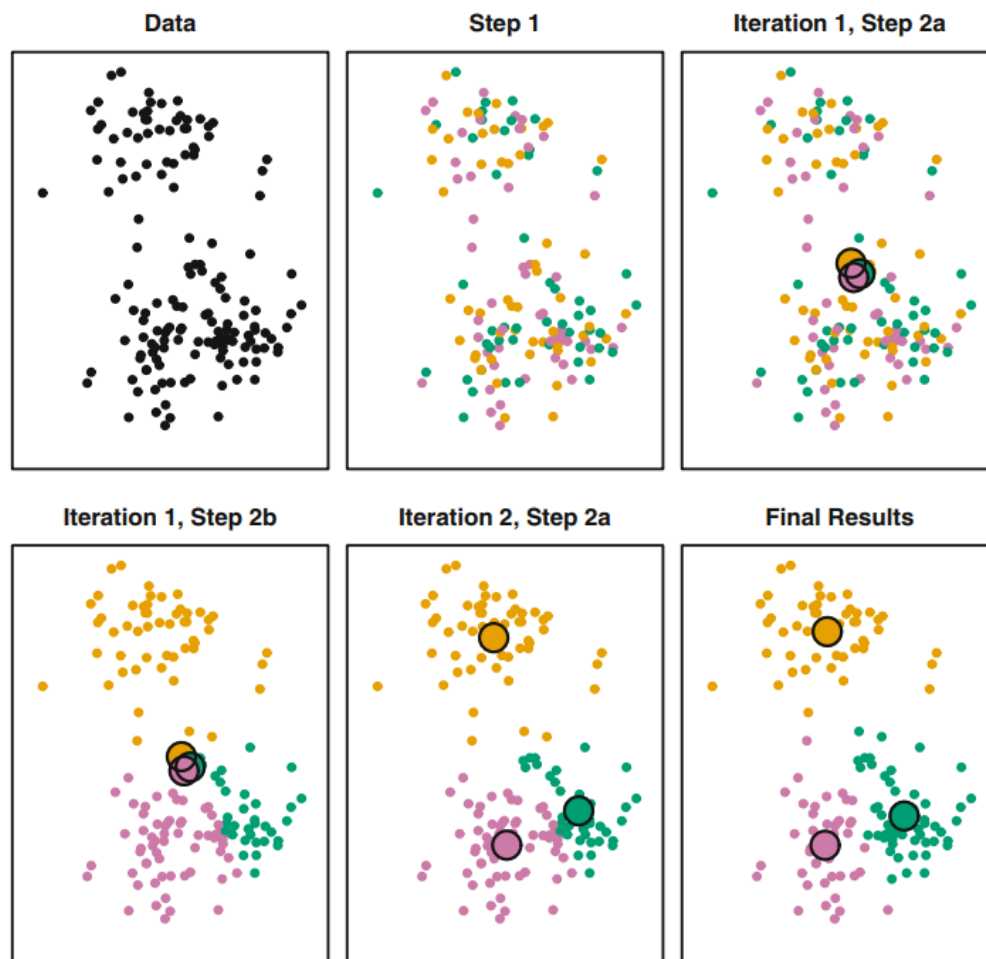 Data
Step 1
Iteration 1, Step 2a
Iteration 1, Step 2b
Iteration 2, Step 2a
Final Results